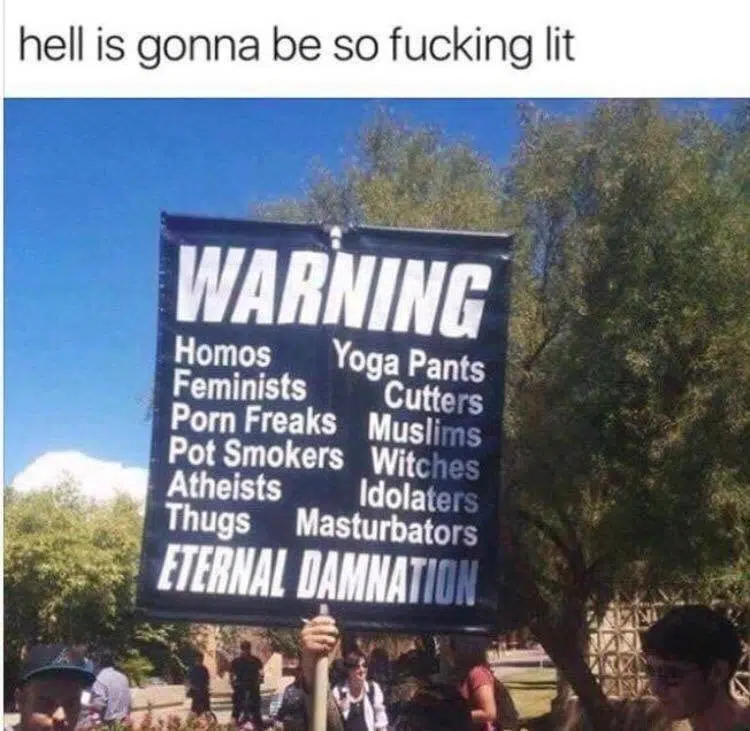 hell is gonna be so fucking lit
WARNING
Homos Yoga Pants
Feminists Cutters
Porn Freaks Muslims
Pot Smokers Witches
Atheists Idolaters
Thugs Masturbators
ETERNAL DAMNATION